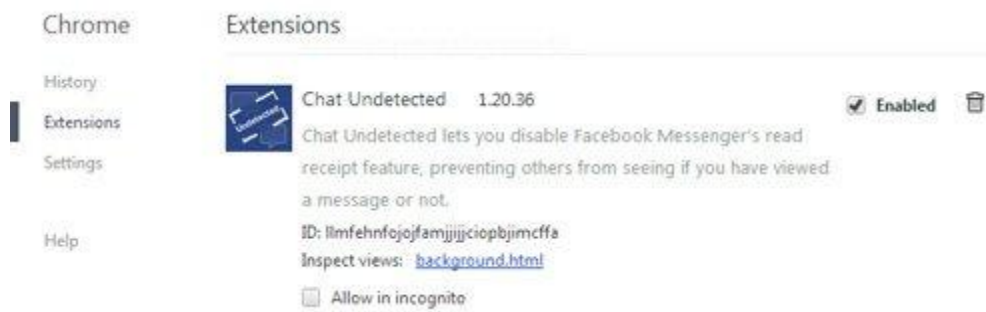 Chrome
Extensions
History
Extensions
Settings
Help
Chat Undetected 1.20.36
Enabled
Chat Undetected lets you disable Facebook Messenger's read
receipt feature, preventing others from seeing if you have viewed
a message or not.
ID:
Inspect views: background.html
Allow in incognito
Undetected